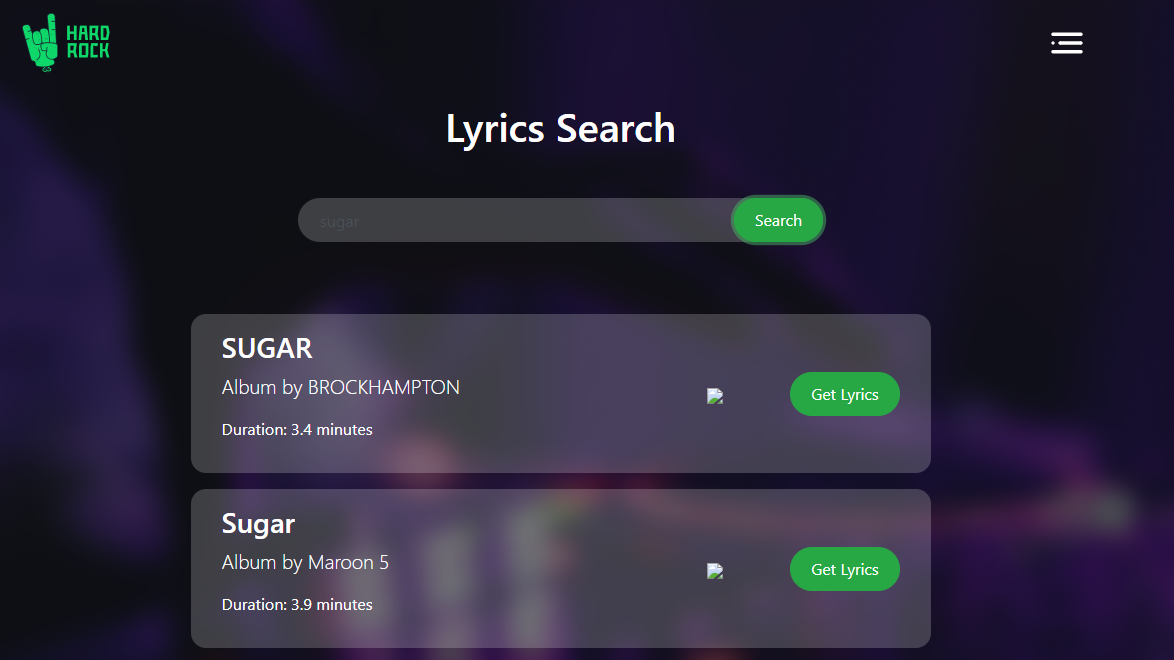 HARD
ROCK
Lyrics Search
sugar
Search
SUGAR
Album by BROCKHAMPTON
Duration: 3.4 minutes
Get Lyrics
Sugar
Album by Maroon 5
Duration: 3.9 minutes
Get Lyrics